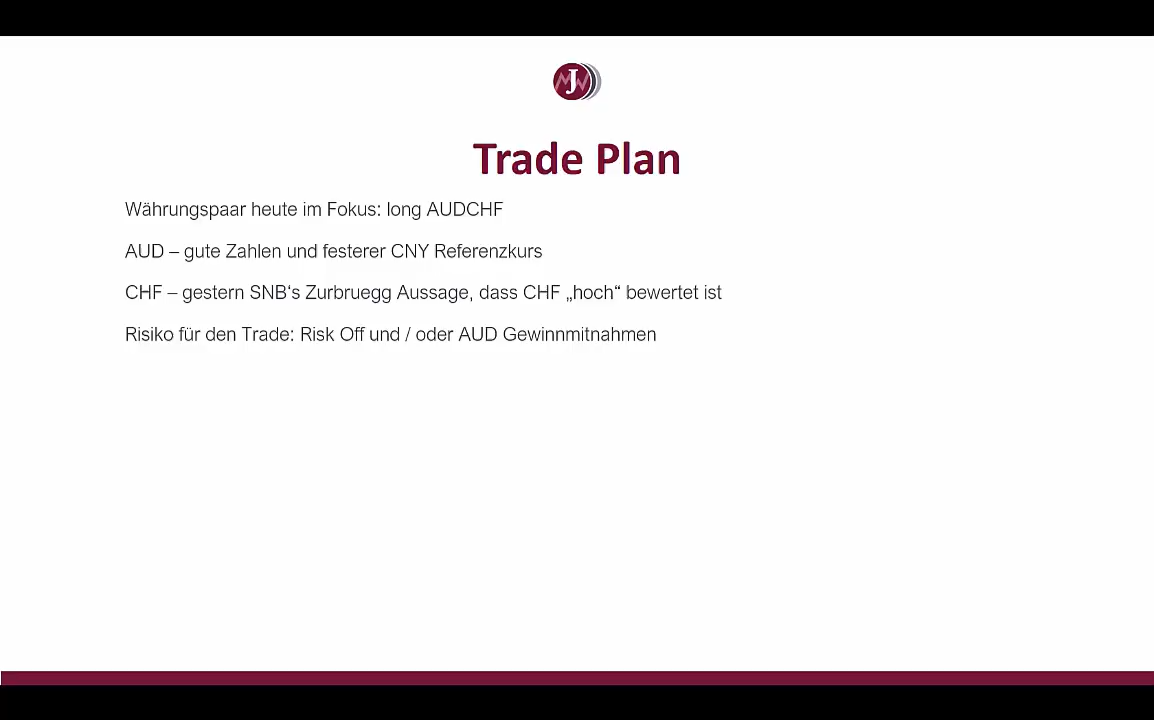 J
Trade Plan
Währungspaar heute im Fokus: long AUDCHF
AUD – gute Zahlen und festerer CNY Referenzkurs
CHF – gestern SNB‘s Zurbruegg Aussage, dass CHF „hoch“ bewertet ist
Risiko für den Trade: Risk Off und / oder AUD Gewinnmitnahmen